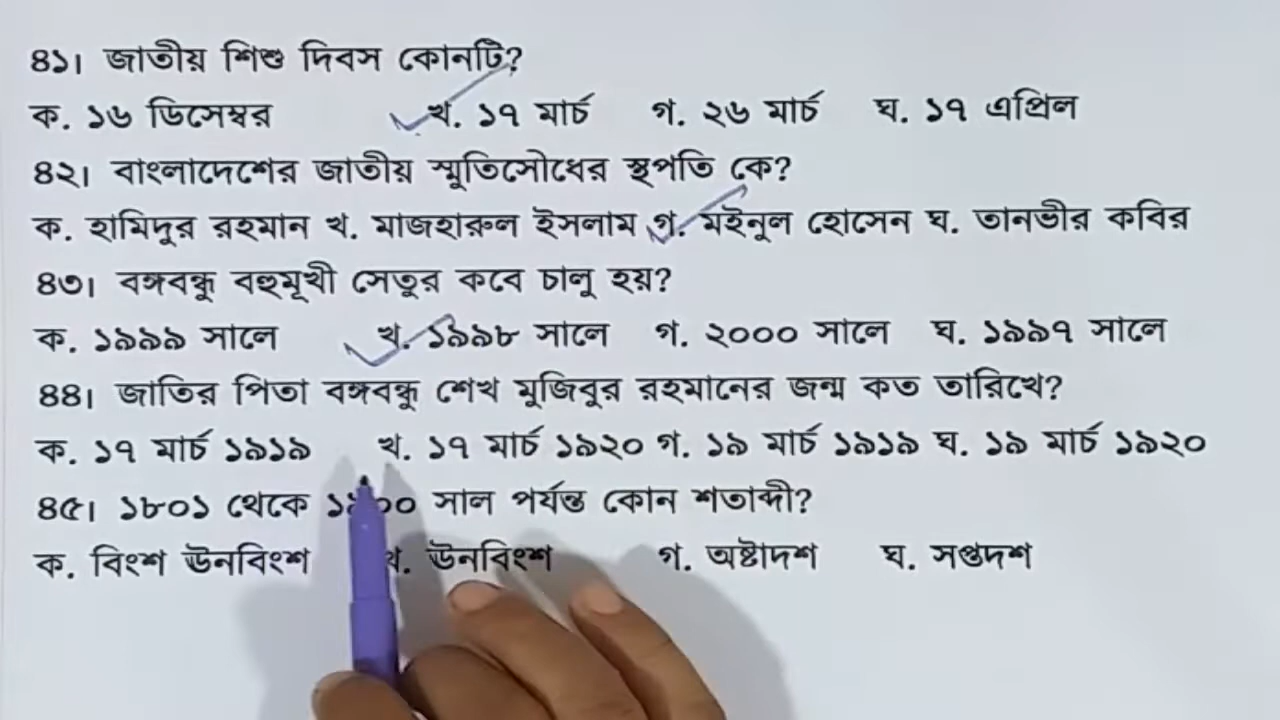 ৪১। জাতীয় শিশু দিবস কোনটি?
ক. ১৬ ডিসেম্বর খ. ১৭ মার্চ গ. ২৬ মার্চ ঘ. ১৭ এপ্রিল
৪২। বাংলাদেশের জাতীয় স্মৃতিসৌধের স্থপতি কে?
ক. হামিদুর রহমান খ. মাজহারুল ইসলাম গ. মইনুল হোসেন ঘ. তানভীর কবির
৪৩। বঙ্গবন্ধু বহুমূখী সেতুর কবে চালু হয়?
ক. ১৯৯৯ সালে খ. ১৯৯৮ সালে গ. ২০০০ সালে ঘ. ১৯৯৭ সালে
৪৪। জাতির পিতা বঙ্গবন্ধু শেখ মুজিবুর রহমানের জন্ম কত তারিখে?
ক. ১৭ মার্চ ১৯১৯ খ. ১৭ মার্চ ১৯২০ গ. ১৯ মার্চ ১৯১৯ ঘ. ১৯ মার্চ ১৯২০
৪৫। ১৮০১ থেকে সাল পর্যন্ত কোন শতাব্দী?
ক. বিংশ ঊনবিংশ খ. ঊনবিংশ গ. অষ্টাদশ ঘ. সপ্তদশ